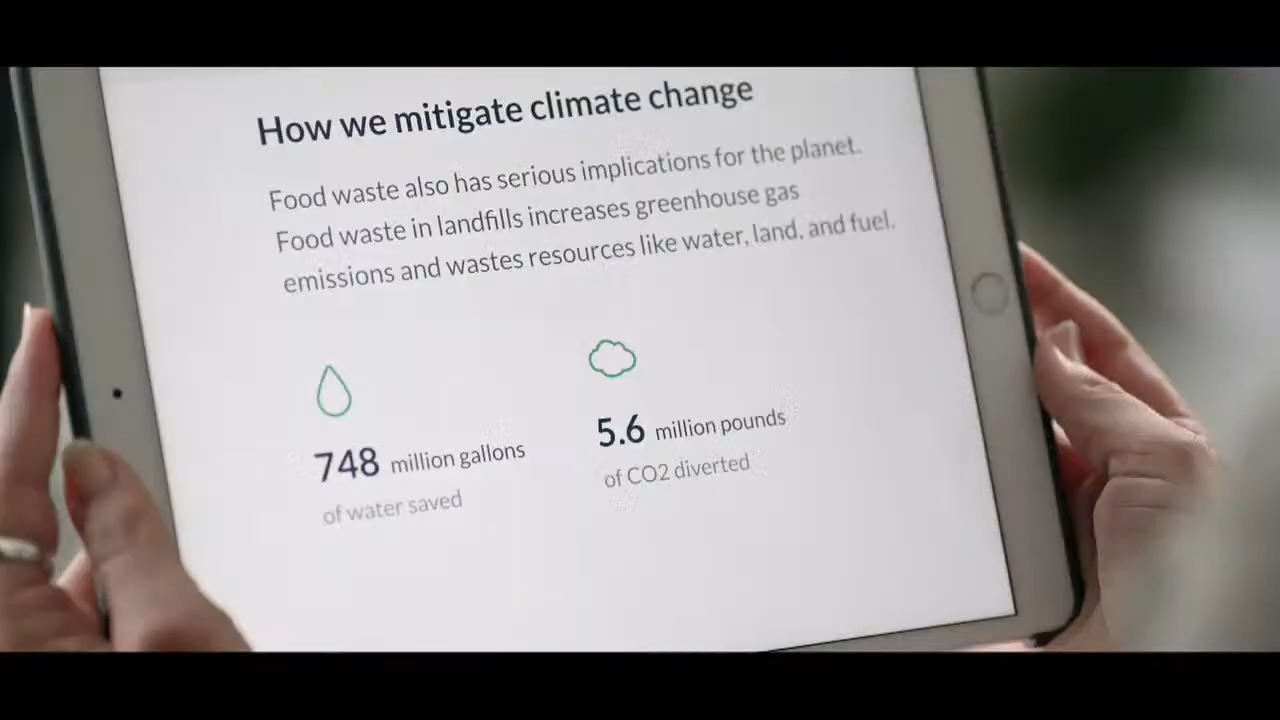 How we mitigate climate change
Food waste also has serious implications for the planet.
Food waste in landfills increases greenhouse gas
emissions and wastes resources like water, land, and fuel.
748 million gallons
of water saved
5.6 million pounds
of CO2 diverted